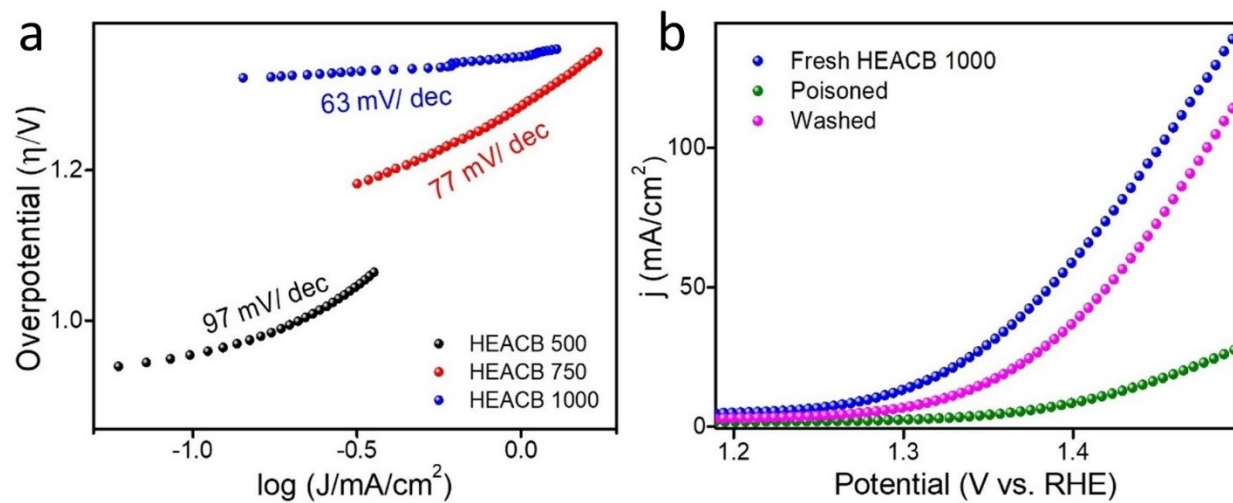 a
Overpotential (η/V)
1.2
1.0
63 mV/ dec
77 mV/ dec
97 mV/ dec
HEACB 500
HEACB 750
HEACB 1000
-1.0
-0.5
0.0
log (J/mA/cm²)
b
j (mA/cm²)
100
50
0
Fresh HEACB 1000
Poisoned
Washed
1.2
1.3
1.4
Potential (V vs. RHE)